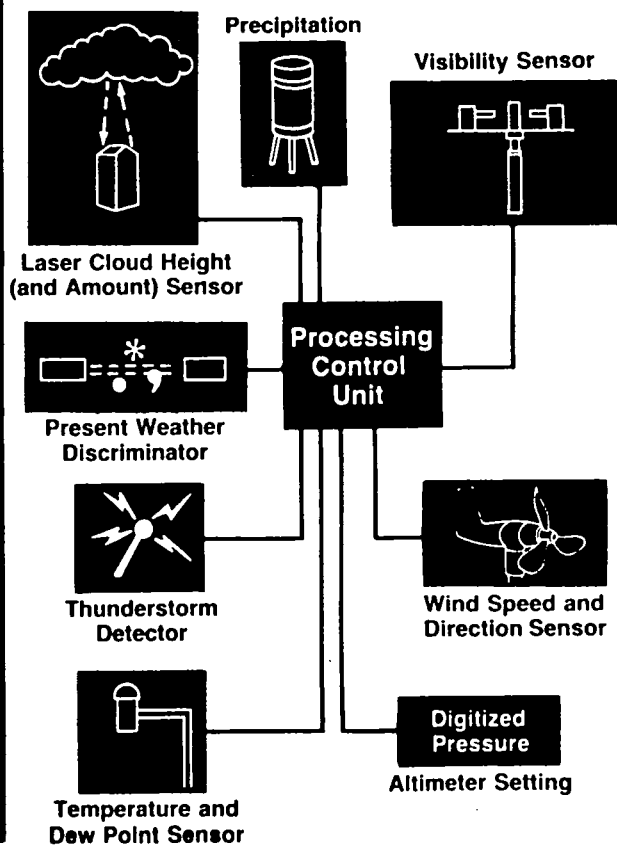 Precipitation
Visibility Sensor
Laser Cloud Height
(and Amount) Sensor
Processing
Control
Unit
Present Weather
Discriminator
Thunderstorm
Detector
Wind Speed and
Direction Sensor
Digitized
Pressure
Altimeter Setting
Temperature and
Dew Point Sensor